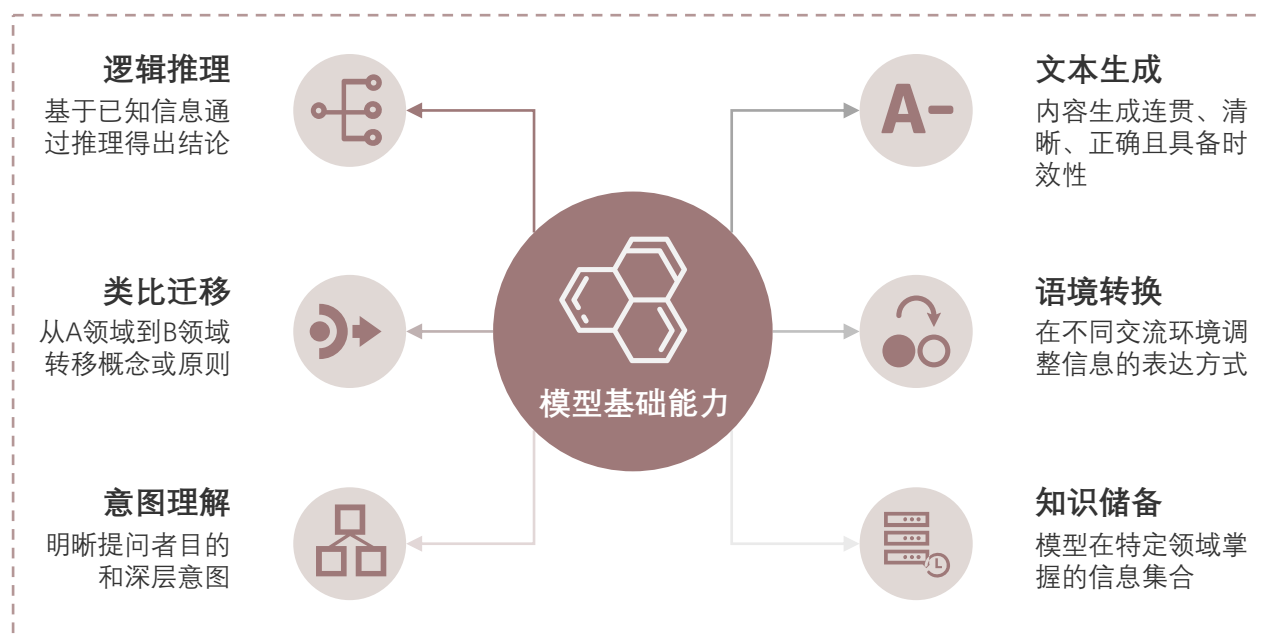 逻辑推理
基于已知信息通
过推理得出结论
类比迁移
从A领域到B领域
转移概念或原则
意图理解
明晰提问者目的
和深层意图
模型基础能力
A-
文本生成
内容生成连贯、清
晰、正确且具备时
效性
语境转换
在不同交流环境调
整信息的表达方式
知识储备
模型在特定领域掌
握的信息集合